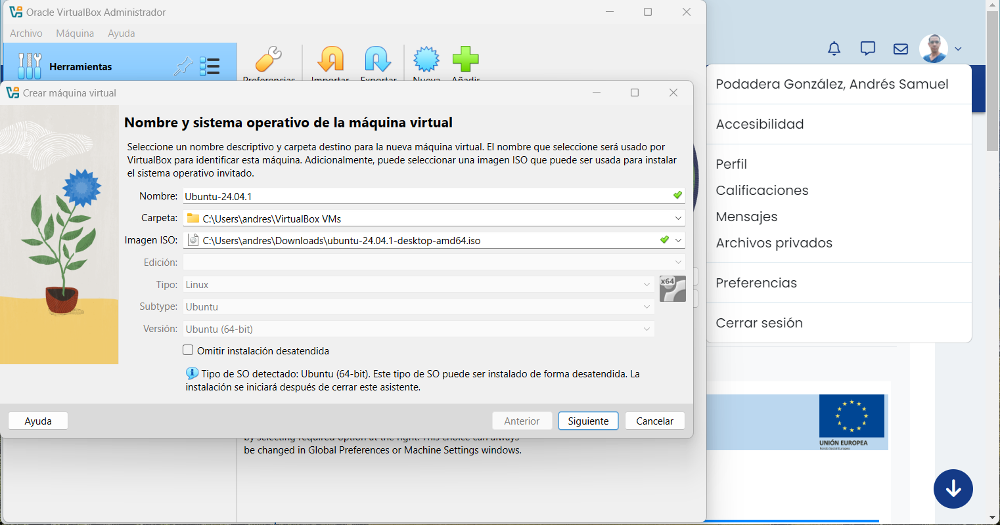 Oracle VirtualBox Administrador
Archivo Máquina Ayuda
Herramientas
Preferencias Importar Exportar Nueva Añadir
Crear máquina virtual
Nombre y sistema operativo de la máquina virtual
Seleccione un nombre descriptivo y carpeta destino para la nueva máquina virtual. El nombre que seleccione será usado por
VirtualBox para identificar esta máquina. Adicionalmente, puede seleccionar una imagen ISO que puede ser usada para instalar
el sistema operativo invitado.
Nombre: Ubuntu-24.04.1
Carpeta: C:\Users\andres\VirtualBox VMs
Imagen ISO: C:\Users\andres\Downloads\ubuntu-24.04.1-desktop-amd64.iso
Edición:
Tipo: Linux
x64
Subtype: Ubuntu
Versión: Ubuntu (64-bit)
Omitir instalación desatendida
Tipo de SO detectado: Ubuntu (64-bit). Este tipo de SO puede ser instalado de forma desatendida. La
instalación se iniciará después de cerrar este asistente.
Ayuda Anterior Siguiente Cancelar
by selecting required option at the right. This choice can always
be changed in Global Preferences or Machine Settings windows.
Podadera González, Andrés Samuel
Accesibilidad
Perfil
Calificaciones
Mensajes
Archivos privados
Preferencias
Cerrar sesión
UNIÓN EUROPEA
Fondo Social Europeo